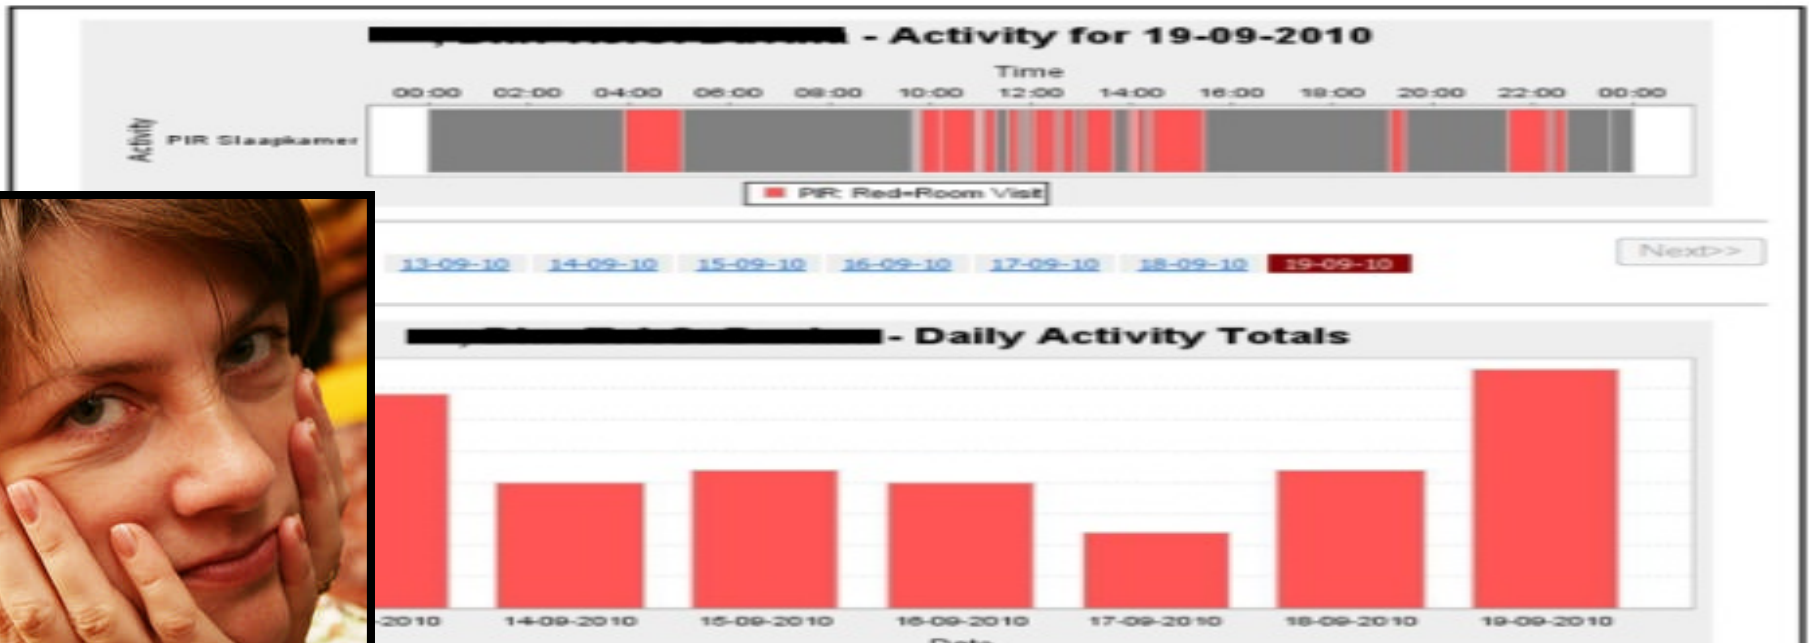 - Activity for 19-09-2010
Time
00:00 02:00 04:00 06:00 08:00 10:00 12:00 14:00 16:00 18:00 20:00 22:00 00:00
Activity
PIR Slaapkamer
PIR: Red=Room Visit
13-09-10 14-09-10 15-09-10 16-09-10 17-09-10 18-09-10 19-09-10
Next>>
- Daily Activity Totals
-2010 14-09-2010 15-09-2010 16-09-2010 17-09-2010 18-09-2010 19-09-2010